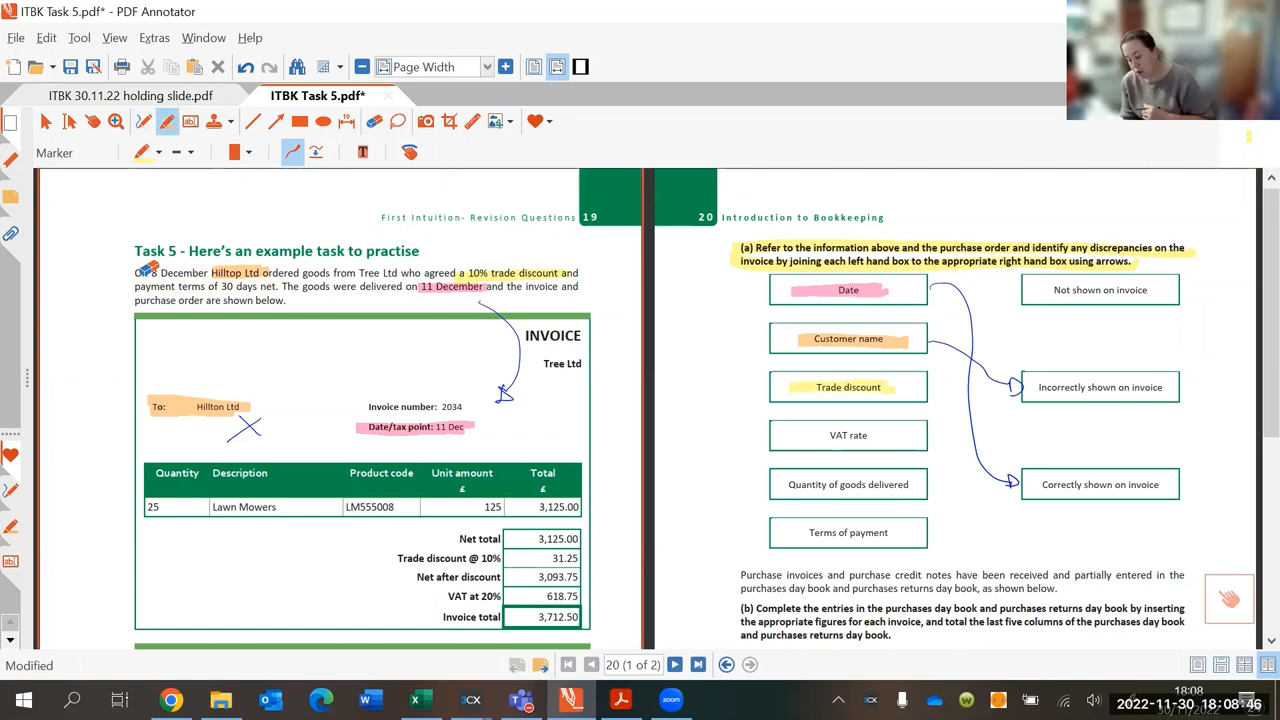 ITBK Task 5.pdf* - PDF Annotator
File Edit Tool View Extras Window Help
Page Width
ITBK 30.11.22 holding slide.pdf
ITBK Task 5.pdf*
Marker
First Intuition- Revision Questions 19
Task 5 - Here's an example task to practise
On 8 December Hilltop Ltd ordered goods from Tree Ltd who agreed a 10% trade discount and
payment terms of 30 days net. The goods were delivered on 11 December and the invoice and
purchase order are shown below.
INVOICE
Tree Ltd
To: Hillton Ltd
Invoice number: 2034
Date/tax point: 11 Dec
Quantity Description Product code Unit amount Total
£ £
25 Lawn Mowers LM555008 125 3,125.00
Net total 3,125.00
Trade discount @ 10% 31.25
Net after discount 3,093.75
VAT at 20% 618.75
Invoice total 3,712.50
20 Introduction to Bookkeeping
(a) Refer to the information above and the purchase order and identify any discrepancies on the
invoice by joining each left hand box to the appropriate right hand box using arrows.
Date
Not shown on invoice
Customer name
Trade discount
Incorrectly shown on invoice
VAT rate
Quantity of goods delivered
Correctly shown on invoice
Terms of payment
Purchase invoices and purchase credit notes have been received and partially entered in the
purchases day book and purchases returns day book, as shown below.
(b) Complete the entries in the purchases day book and purchases returns day book by inserting
the appropriate figures for each invoice, and total the last five columns of the purchases day book
and purchases returns day book.
Modified
20 (1 of 2)
18:08
2022-11-30 18:08:46